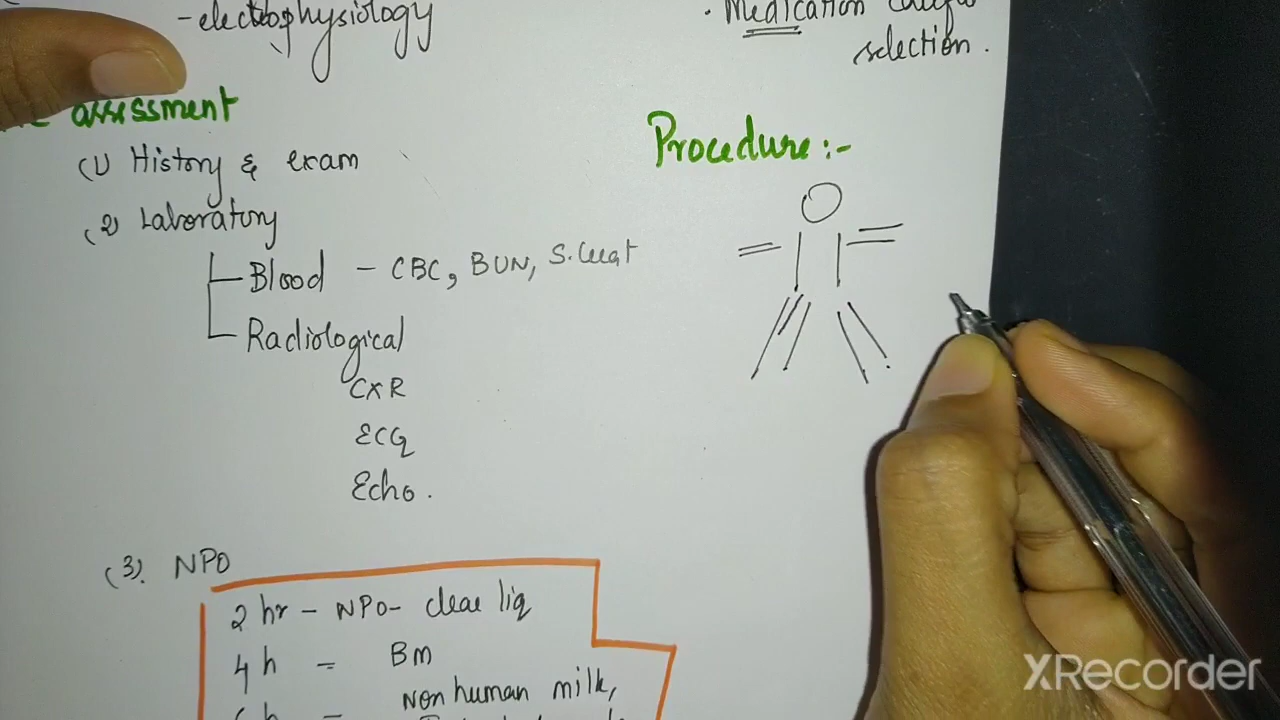 -electrophysiology
. Medication
selection.
assessment
(1) History & exam
(2) Laboratory
Blood - CBC, BUN, S.Creat
Radiological
CXR
ECG
Echo.
(3). NPO
2 hr - NPO- clear liq
4 h = BM
6 h = Non human milk,
Procedure:-
XRecorder